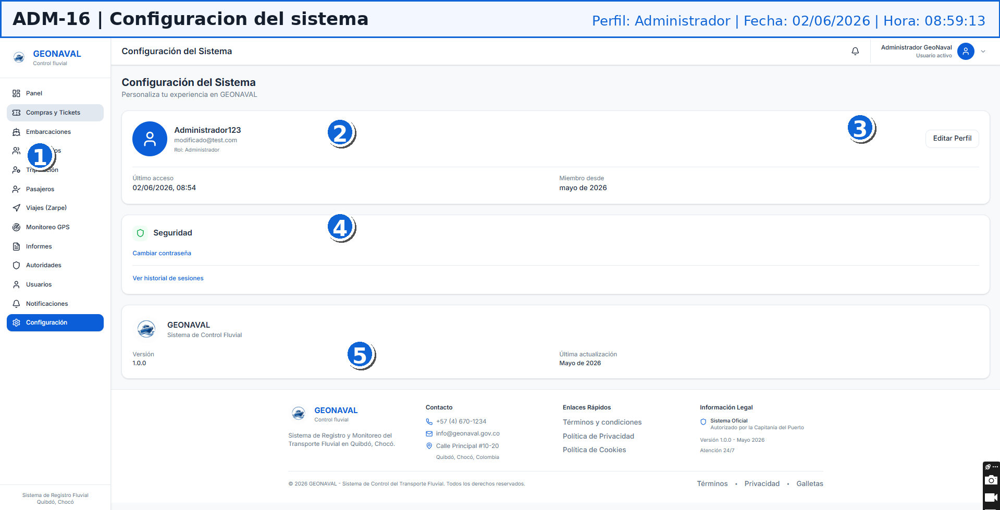 ADM-16 | Configuracion del sistema
Perfil: Administrador | Fecha: 02/06/2026 | Hora: 08:59:13
GEONAVAL
Control fluvial
Configuración del Sistema
Administrador GeoNaval
Usuario activo
Panel
Compras y Tickets
Embarcaciones
1
Pasajeros
Viajes (Zarpe)
Monitoreo GPS
Informes
Autoridades
Usuarios
Notificaciones
Configuración
Sistema de Registro Fluvial
Quibdó, Chocó
Configuración del Sistema
Personaliza tu experiencia en GEONAVAL
Administrador123
modificado@test.com
Rol: Administrador
2
3
Editar Perfil
Último acceso
02/06/2026, 08:54
Miembro desde
mayo de 2026
4
Seguridad
Cambiar contraseña
Ver historial de sesiones
GEONAVAL
Sistema de Control Fluvial
5
Versión
1.0.0
Última actualización
Mayo de 2026
GEONAVAL
Control fluvial
Sistema de Registro y Monitoreo del
Transporte Fluvial en Quibdó, Chocó.
Contacto
+57 (4) 670-1234
info@geonaval.gov.co
Calle Principal #10-20
Quibdó, Chocó, Colombia
Enlaces Rápidos
Términos y condiciones
Política de Privacidad
Política de Cookies
Información Legal
Sistema Oficial
Autorizado por la Capitanía del Puerto
Versión 1.0.0 - Mayo 2026
Atención 24/7
© 2026 GEONAVAL - Sistema de Control del Transporte Fluvial. Todos los derechos reservados.
Términos • Privacidad • Galletas